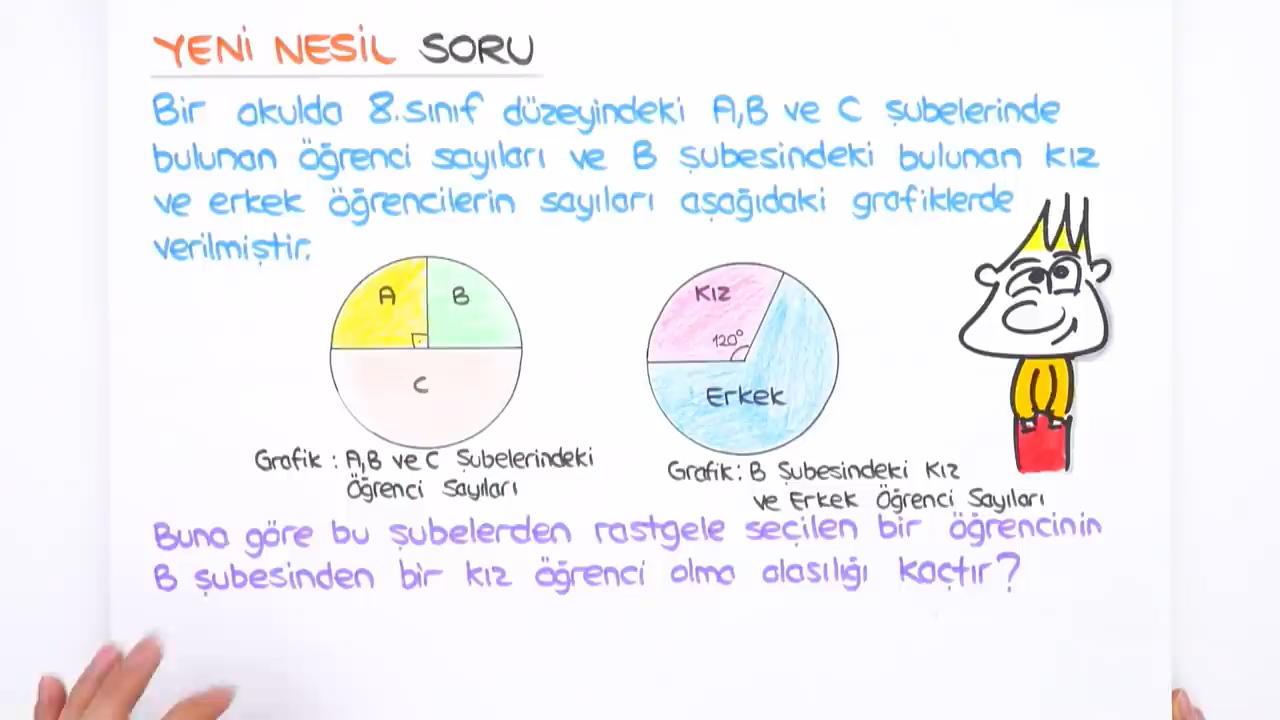 YENİ NESİL SORU
Bir okulda 8.sınıf düzeyindeki A,B ve C şubelerinde
bulunan öğrenci sayıları ve B şubesindeki bulunan kız
ve erkek öğrencilerin sayıları aşağıdaki grafiklerde
verilmiştir.
A
B
C
Kız
120°
Erkek
Grafik : A,B ve C Şubelerindeki
Öğrenci Sayıları
Grafik : B Şubesindeki Kız
ve Erkek Öğrenci Sayıları
Buna göre bu şubelerden rastgele seçilen bir öğrencinin
B şubesinden bir kız öğrenci olma olasılığı kaçtır?